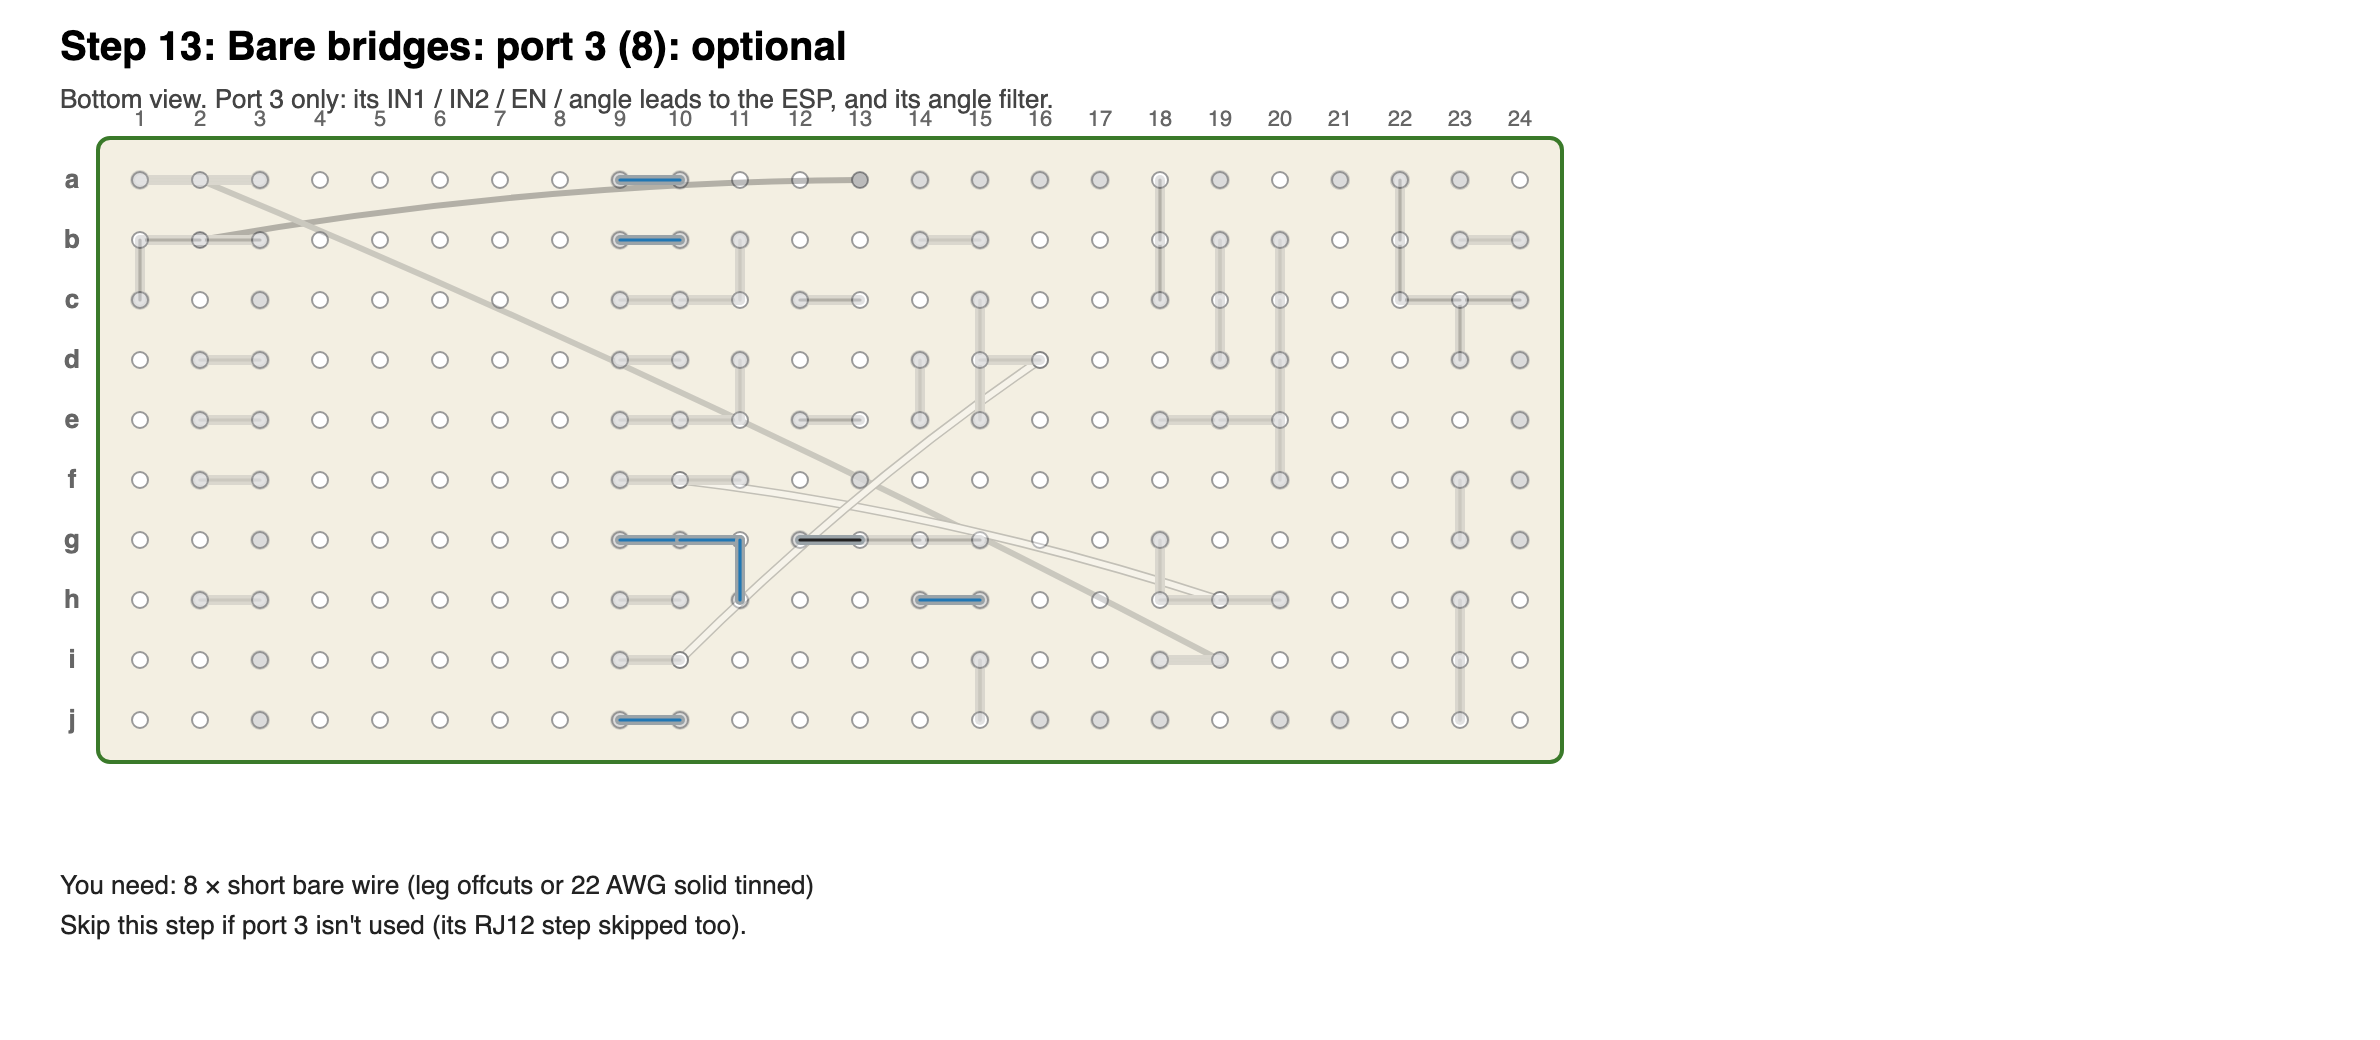 Step 13: Bare bridges: port 3 (8): optional
Bottom view. Port 3 only: its IN1 / IN2 / EN / angle leads to the ESP, and its angle filter.
1 2 3 4 5 6 7 8 9 10 11 12 13 14 15 16 17 18 19 20 21 22 23 24
a
b
c
d
e
f
g
h
i
j
You need: 8 × short bare wire (leg offcuts or 22 AWG solid tinned)
Skip this step if port 3 isn't used (its RJ12 step skipped too).